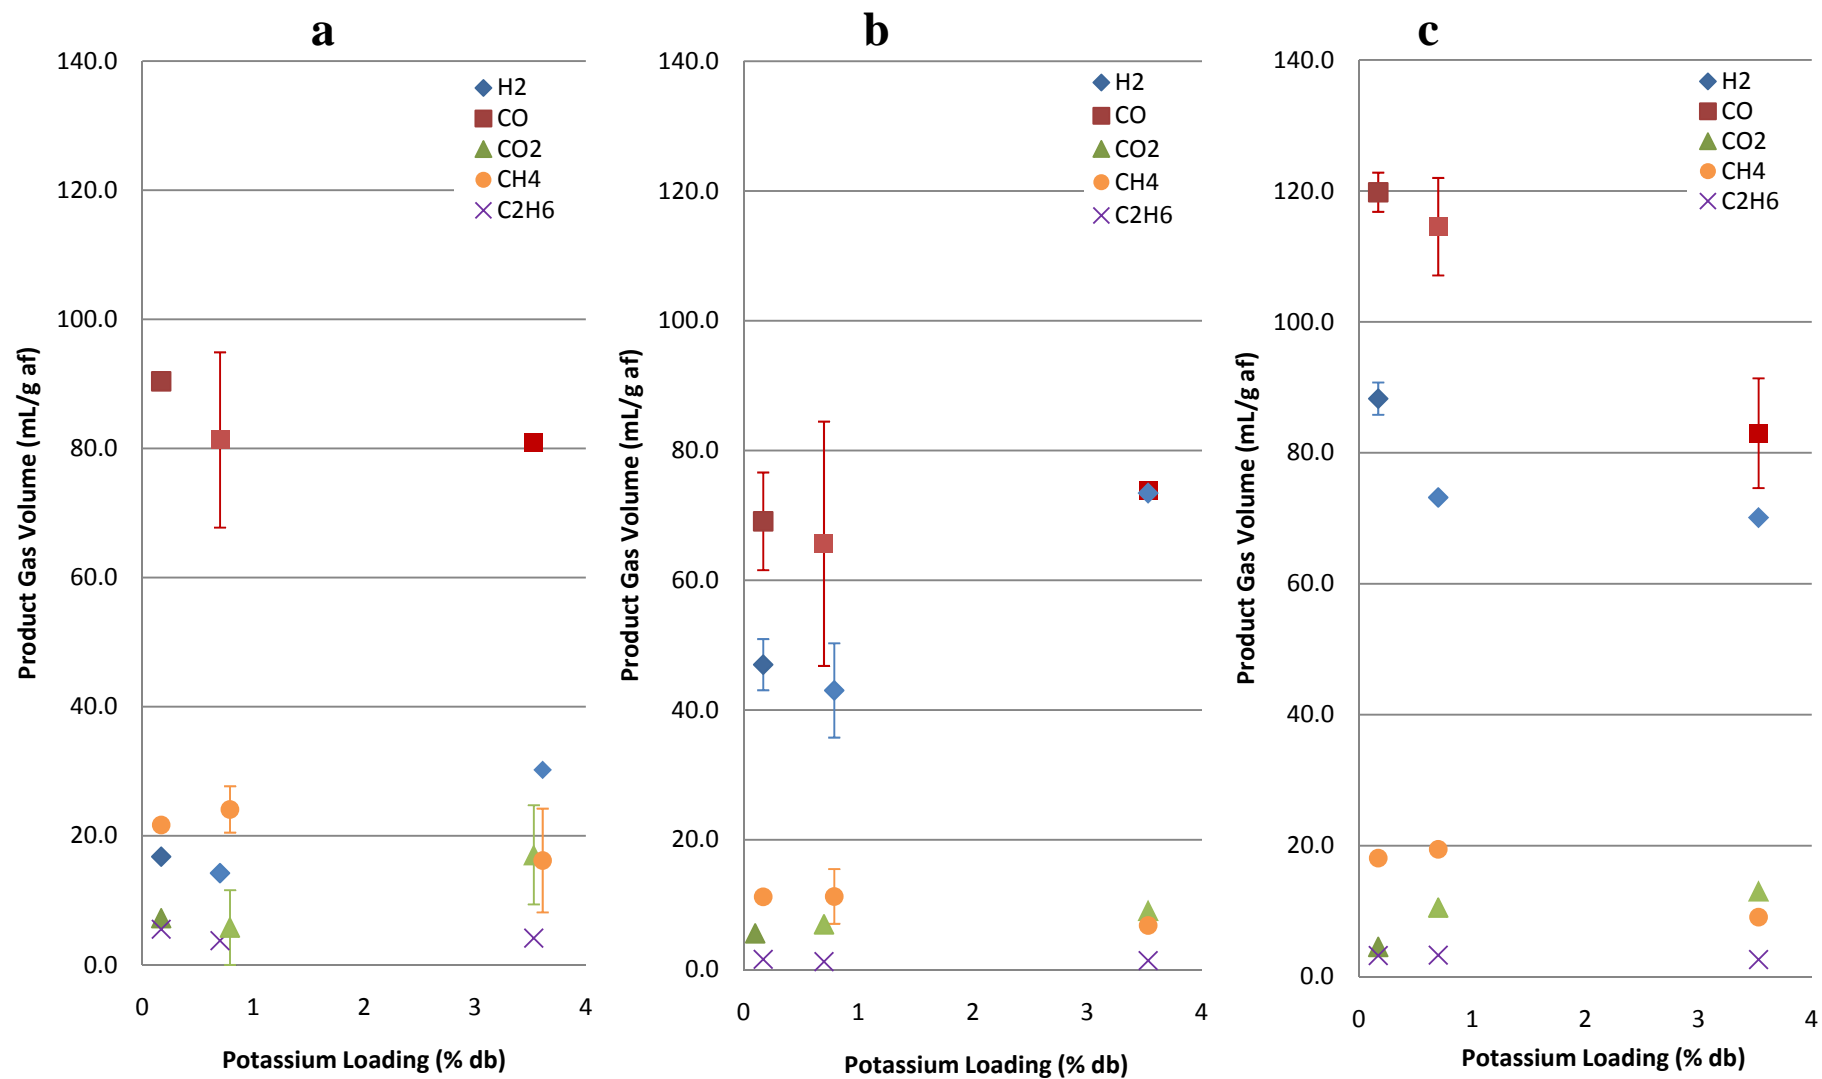 a
140.0
120.0
100.0
80.0
60.0
40.0
20.0
0.0
0 1 2 3 4
Product Gas Volume (mL/g af)
Potassium Loading (% db)
H2
CO
CO2
CH4
C2H6
b
140.0
120.0
100.0
80.0
60.0
40.0
20.0
0.0
0 1 2 3 4
Product Gas Volume (mL/g af)
Potassium Loading (% db)
H2
CO
CO2
CH4
C2H6
c
140.0
120.0
100.0
80.0
60.0
40.0
20.0
0.0
0 1 2 3 4
Product Gas Volume (mL/g af)
Potassium Loading (% db)
H2
CO
CO2
CH4
C2H6